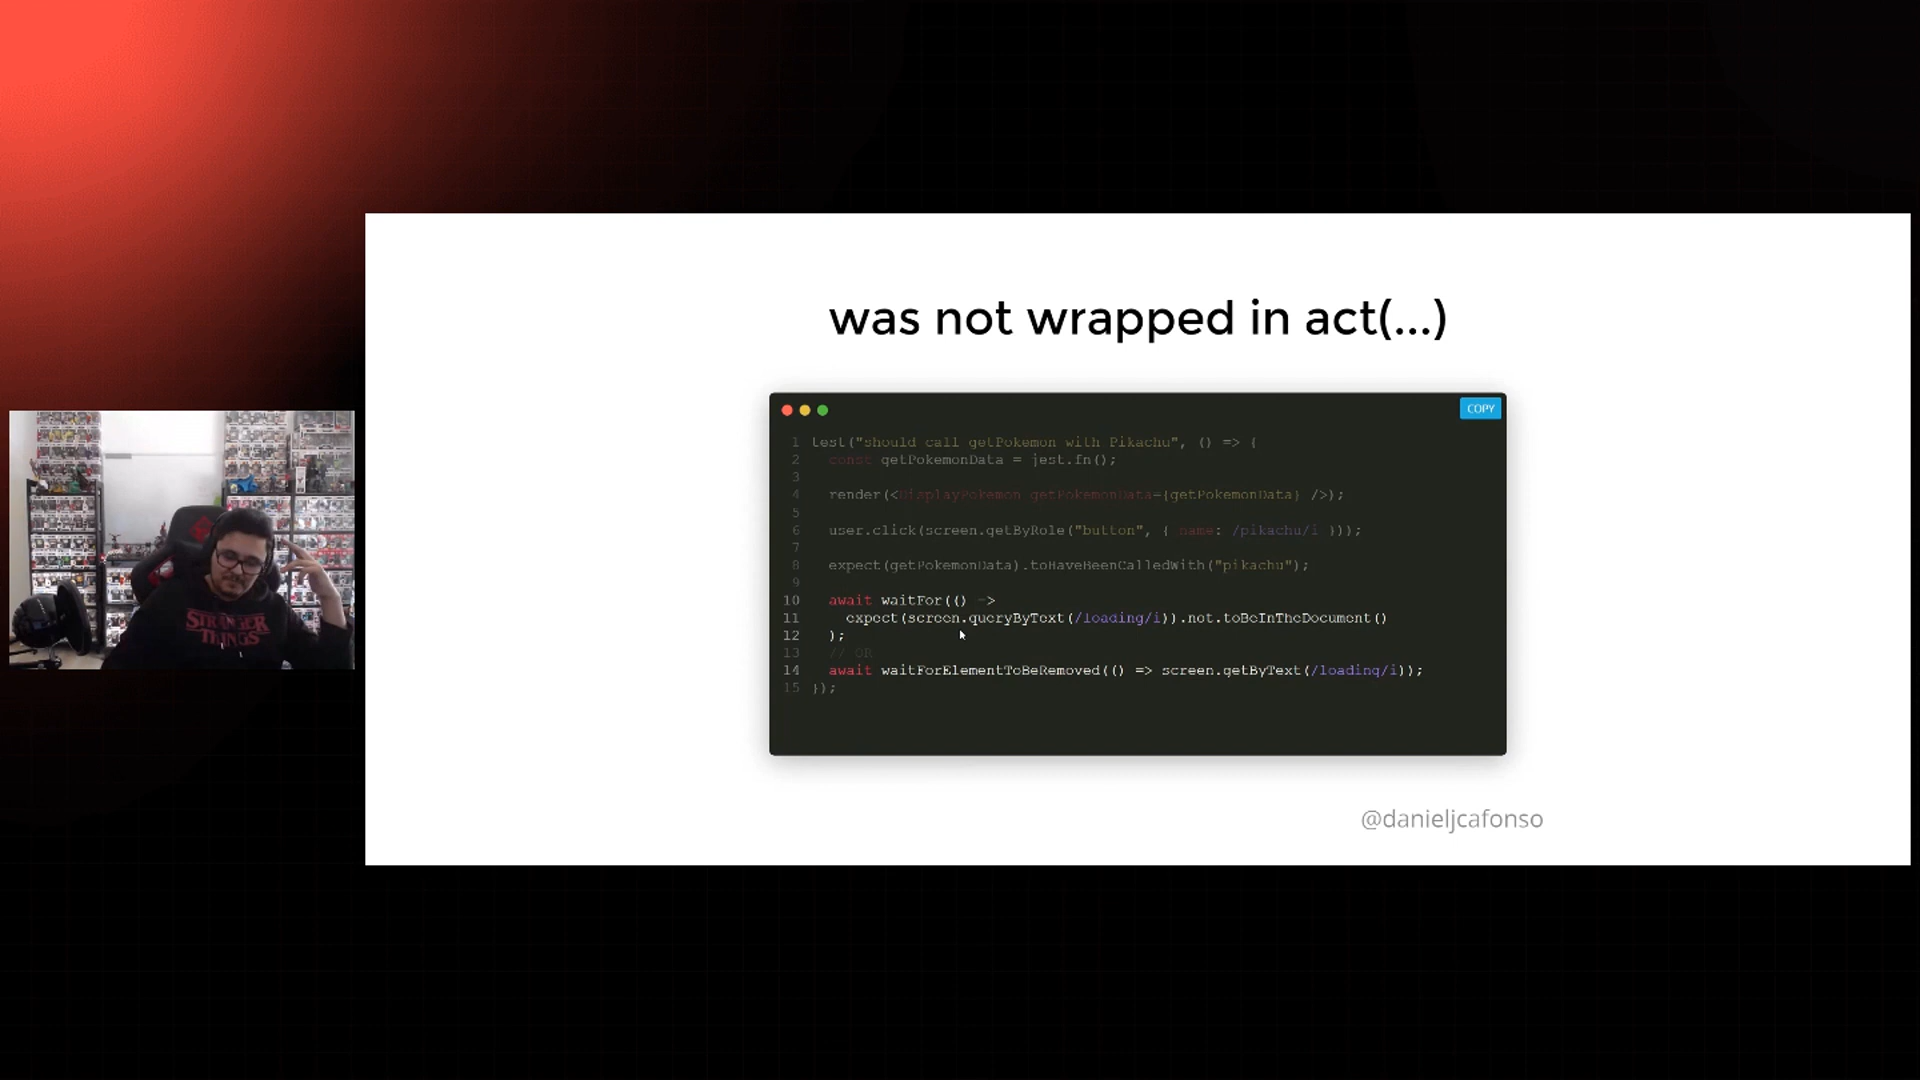 was not wrapped in act(...)
COPY
1 test("should call getPokemon with Pikachu", () => {
2 const getPokemonData = jest.fn();
3
4 render(<DisplayPokemon getPokemonData={getPokemonData} />);
5
6 user.click(screen.getByRole("button", { name: /pikachu/i }));
7
8 expect(getPokemonData).toHaveBeenCalledWith("pikachu");
9
10 await waitFor(() =>
11 expect(screen.queryByText(/loading/i)).not.toBeInTheDocument()
12 );
13 // OR
14 await waitForElementToBeRemoved(() => screen.getByText(/loading/i));
15 });
STRANGER
THINGS
@danieljcafonso